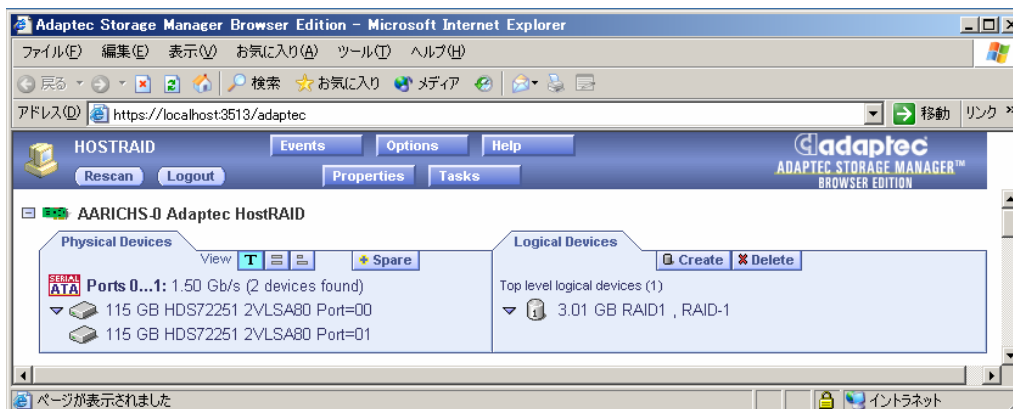 Adaptec Storage Manager Browser Edition - Microsoft Internet Explorer
ファイル(F) 編集(E) 表示(V) お気に入り(A) ツール(T) ヘルプ(H)
戻る 検索 お気に入り メディア
アドレス(D) https://localhost:3513/adaptec 移動 リンク »
HOSTRAID Events Options Help adaptec
Rescan Logout Properties Tasks ADAPTEC STORAGE MANAGER™
BROWSER EDITION
AARICHS-0 Adaptec HostRAID
Physical Devices Logical Devices
View T + Spare Create Delete
SERIAL ATA Ports 0...1: 1.50 Gb/s (2 devices found) Top level logical devices (1)
115 GB HDS72251 2VLSA80 Port=00 1 3.01 GB RAID1 , RAID-1
115 GB HDS72251 2VLSA80 Port=01
ページが表示されました イントラネット